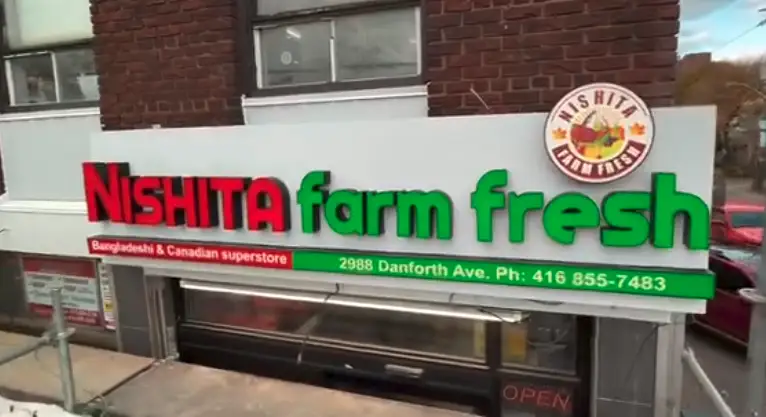 NISHITA
FARM FRESH
NISHITA farm fresh
Bangladeshi & Canadian superstore
2988 Danforth Ave. Ph: 416 855-7483
OPEN